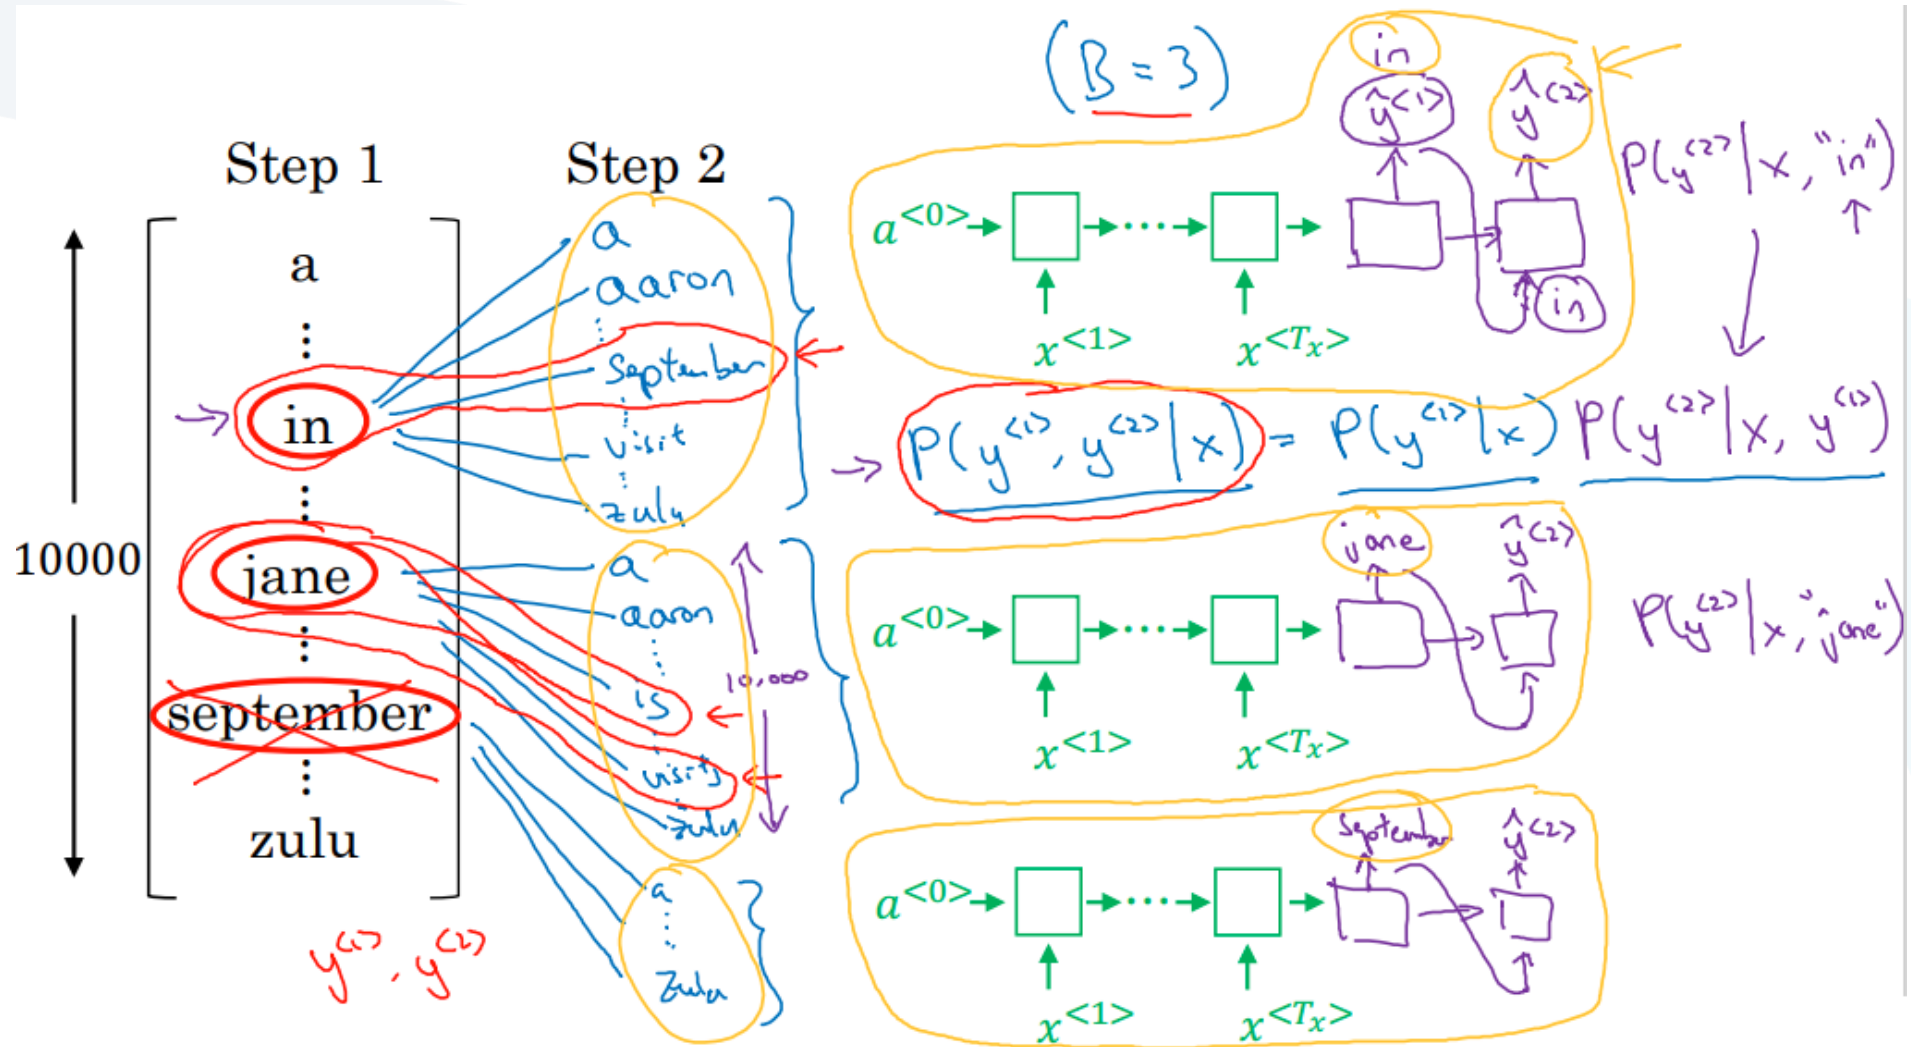 (B = 3)
Step 1
Step 2
10000
a
⋮
in
⋮
jane
⋮
september
⋮
zulu
y<1>, y<2>
a
aaron
⋮
September
⋮
visit
⋮
zulu
a
aaron
⋮
is
⋮
visits
zulu
10,000
a
⋮
zulu
in
ŷ<1>
ŷ<2>
a<0>
⋯
x<1>
x<Tx>
in
P(y<2>|x, "in")
P(y<1>, y<2>|x) = P(y<1>|x) P(y<2>|x, y<1>)
jane
ŷ<2>
a<0>
⋯
x<1>
x<Tx>
P(y<2>|x, "jane")
September
ŷ<2>
a<0>
⋯
x<1>
x<Tx>